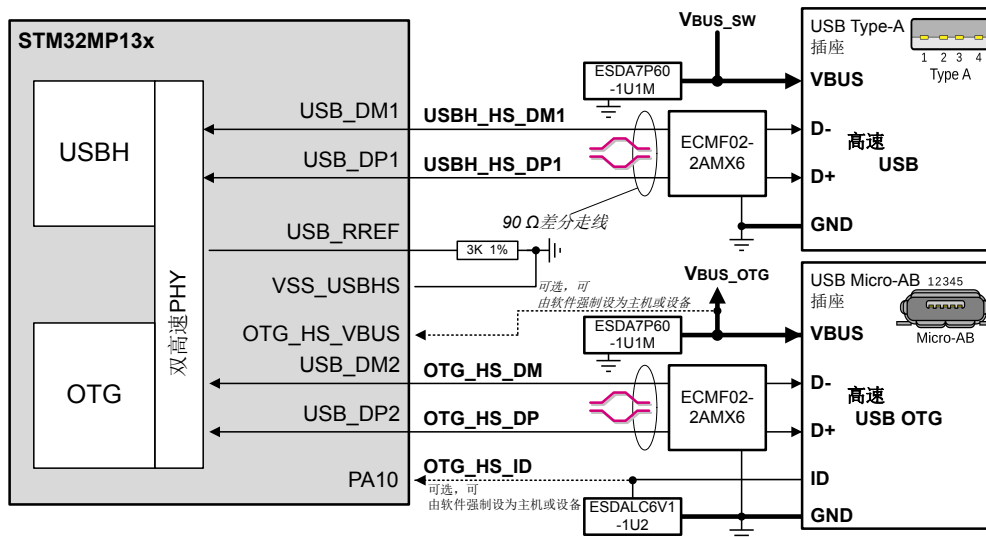 STM32MP13x
USBH
OTG
双高速PHY
USB_DM1
USB_DP1
USB_RREF
VSS_USBHS
OTG_HS_VBUS
USB_DM2
USB_DP2
PA10
USBH_HS_DM1
USBH_HS_DP1
90 Ω差分走线
3K 1%
可选，可
由软件强制设为主机或设备
OTG_HS_DM
OTG_HS_DP
OTG_HS_ID
可选，可
由软件强制设为主机或设备
VBUS_SW
ESDA7P60
-1U1M
ECMF02-
2AMX6
USB Type-A
插座
1 2 3 4
Type A
VBUS
D-
高速
USB
D+
GND
VBUS_OTG
ESDA7P60
-1U1M
ECMF02-
2AMX6
ESDALC6V1
-1U2
USB Micro-AB 12345
插座
Micro-AB
VBUS
D-
高速
USB OTG
D+
ID
GND